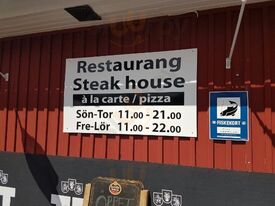 Restaurang
Steak house
à la carte / pizza
Sön-Tor 11.00 - 21.00
Fre-Lör 11.00 - 22.00
FISKEKORT
ÖPPET